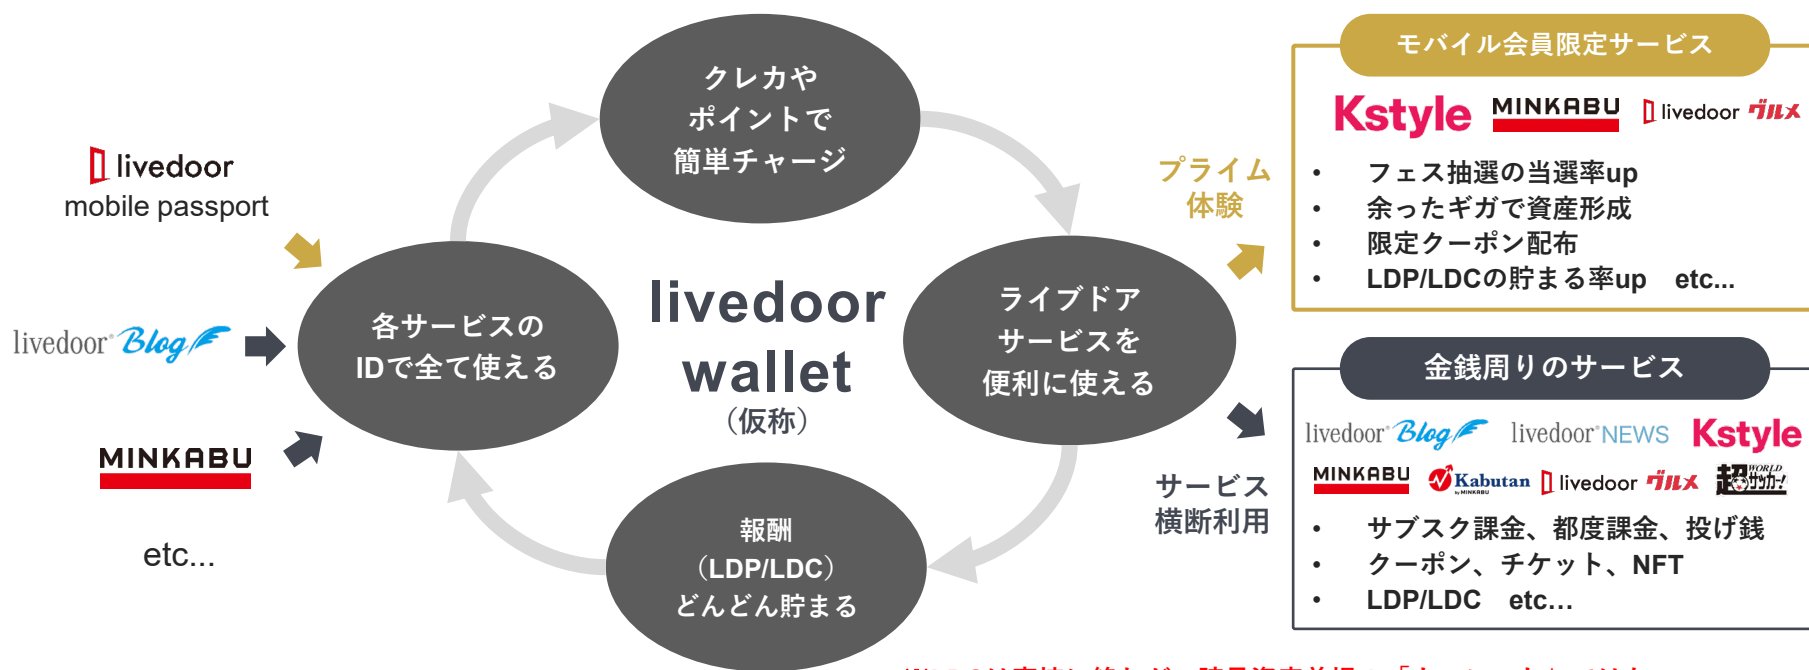 livedoor
mobile passport
livedoor Blog
MINKABU
etc...
クレカや
ポイントで
簡単チャージ
各サービスの
IDで全て使える
livedoor
wallet
（仮称）
ライブドア
サービスを
便利に使える
報酬
（LDP/LDC）
どんどん貯まる
プライム
体験
サービス
横断利用
モバイル会員限定サービス
Kstyle MINKABU livedoor グルメ
• フェス抽選の当選率up
• 余ったギガで資産形成
• 限定クーポン配布
• LDP/LDCの貯まる率up etc...
金銭周りのサービス
livedoor Blog livedoor NEWS Kstyle
MINKABU Kabutan by MINKABU livedoor グルメ 超WORLDサッカー!
• サブスク課金、都度課金、投げ銭
• クーポン、チケット、NFT
• LDP/LDC etc…